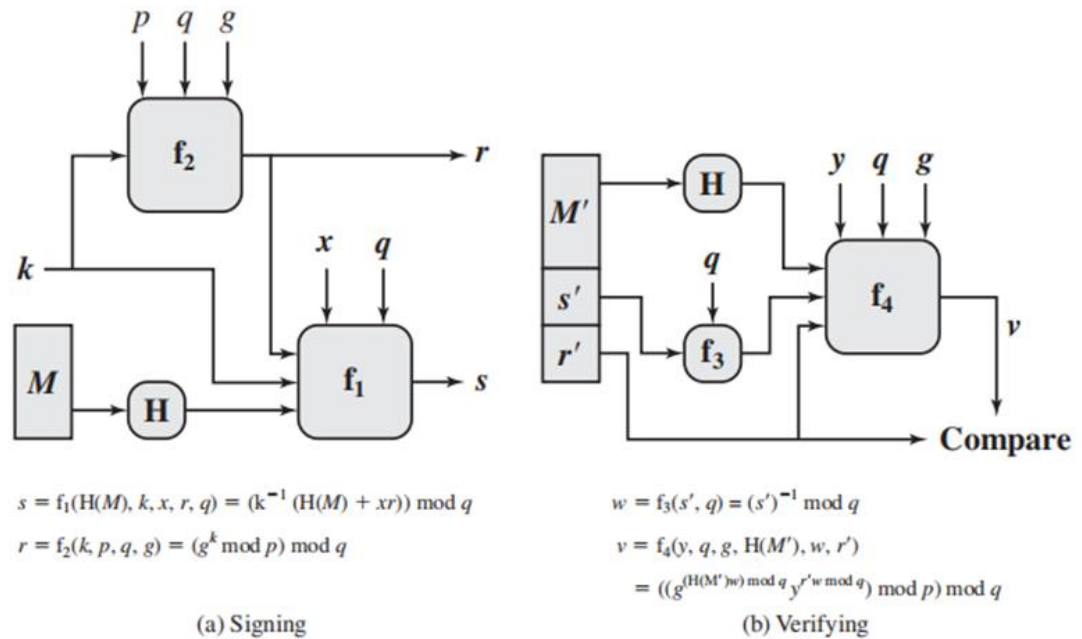 p q g
f₂
r
k
x q
M
H
f₁
s
s = f₁(H(M), k, x, r, q) = (k⁻¹ (H(M) + xr)) mod q
r = f₂(k, p, q, g) = (gᵏ mod p) mod q
(a) Signing
M′
s′
r′
H
q
f₃
y q g
f₄
v
Compare
w = f₃(s′, q) = (s′)⁻¹ mod q
v = f₄(y, q, g, H(M′), w, r′)
= ((g^(H(M′)w) mod q y^r′w mod q) mod p) mod q
(b) Verifying